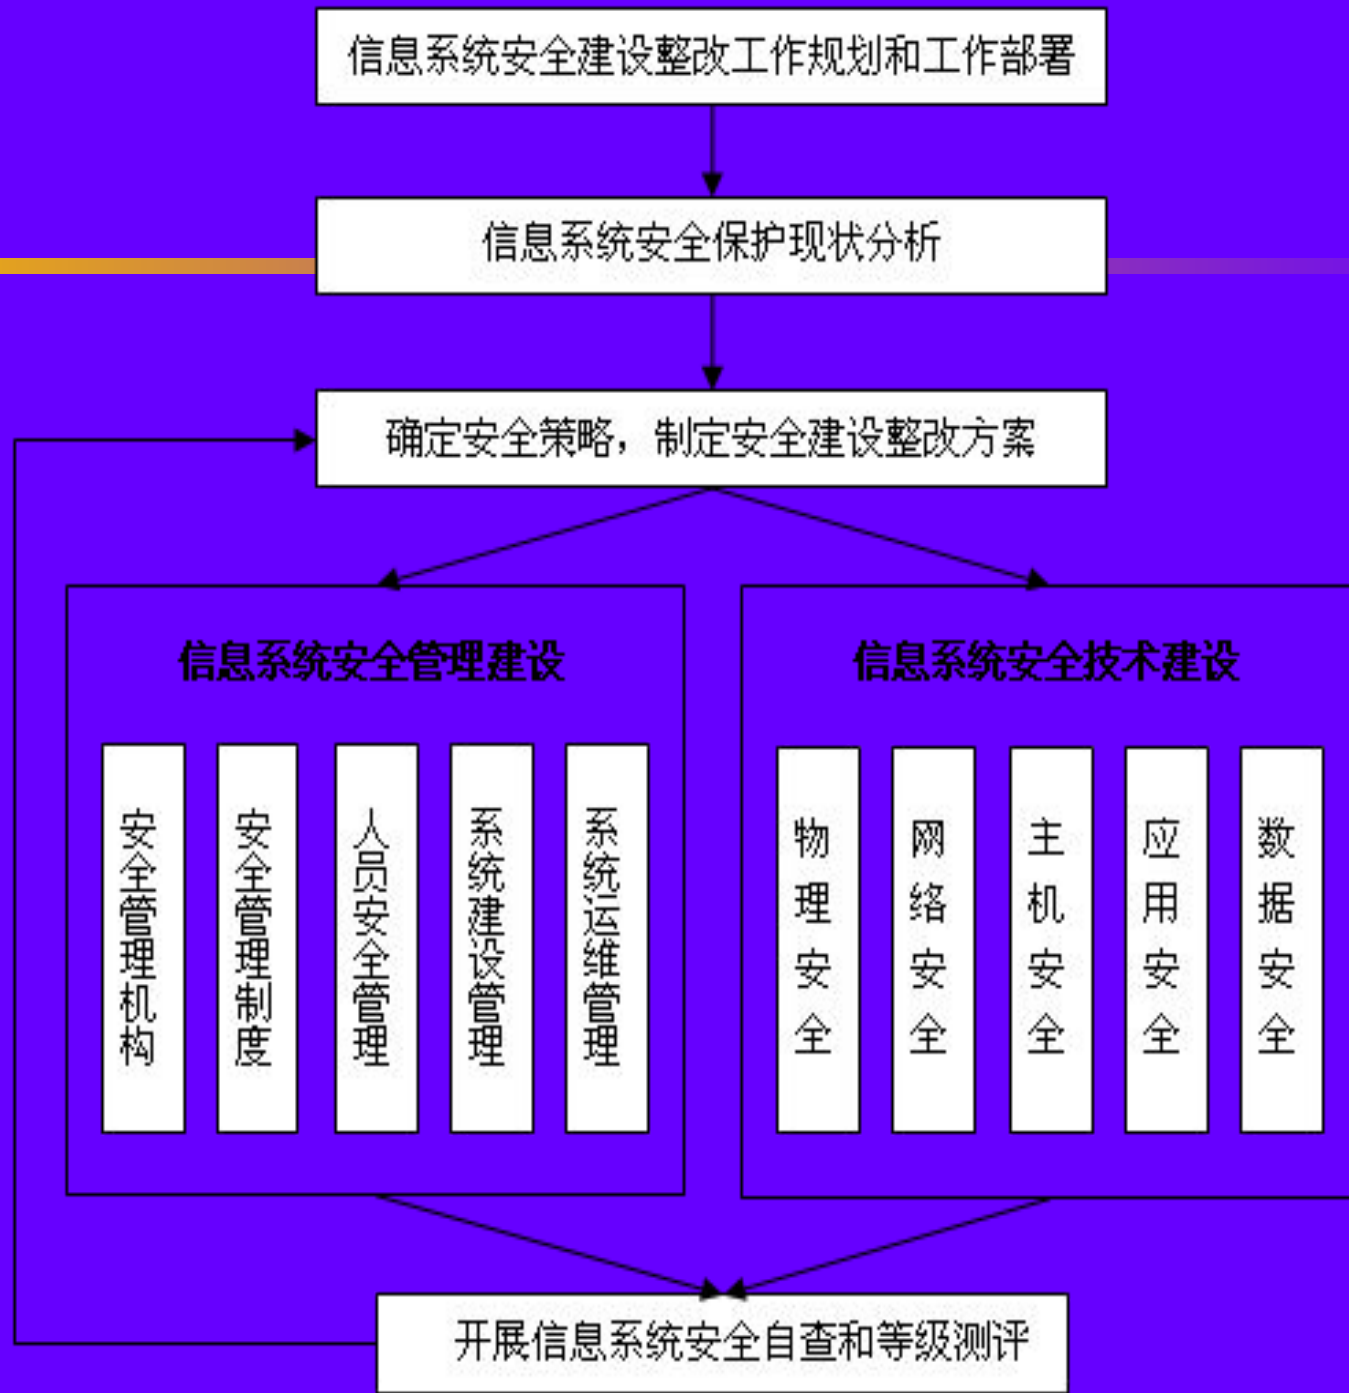 信息系统安全建设整改工作规划和工作部署
信息系统安全保护现状分析
确定安全策略，制定安全建设整改方案
信息系统安全管理建设
安全管理机构
安全管理制度
人员安全管理
系统建设管理
系统运维管理
信息系统安全技术建设
物理安全
网络安全
主机安全
应用安全
数据安全
开展信息系统安全自查和等级测评